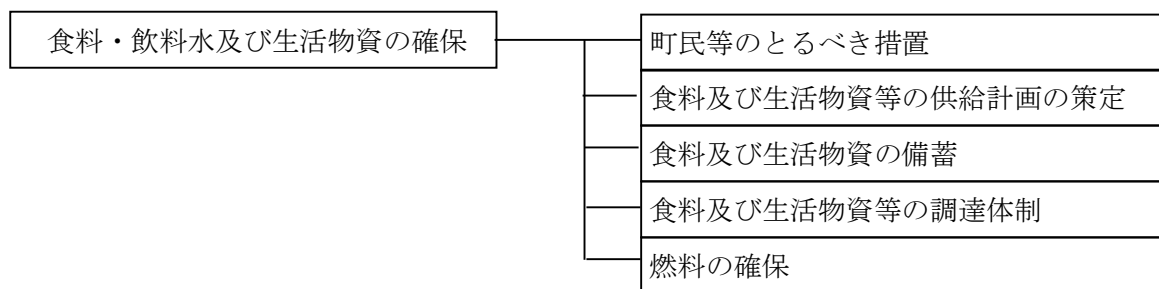 食料・飲料水及び生活物資の確保
町民等のとるべき措置
食料及び生活物資等の供給計画の策定
食料及び生活物資の備蓄
食料及び生活物資等の調達体制
燃料の確保